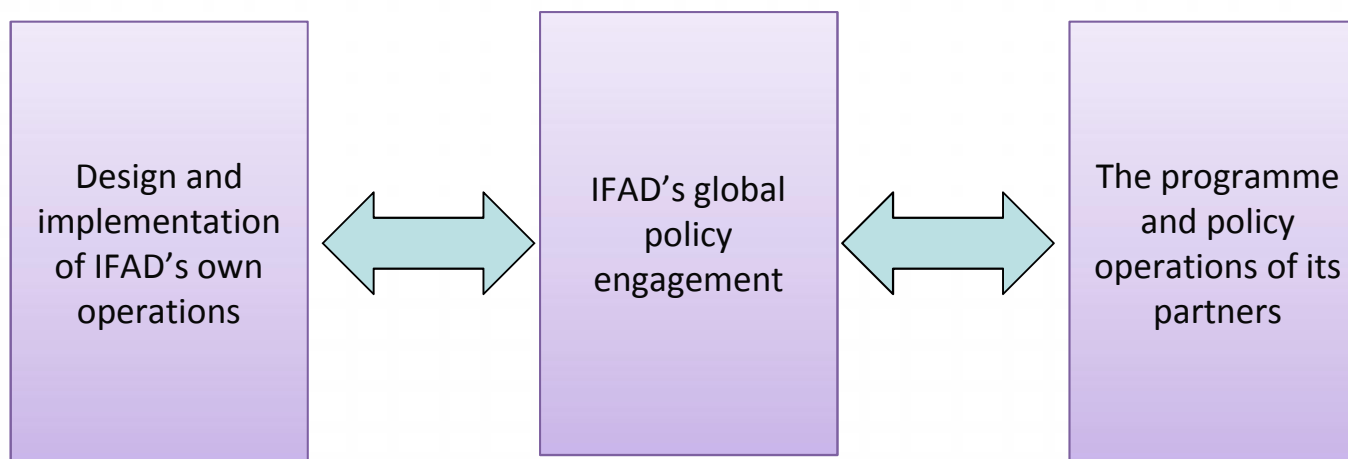 Design and
implementation
of IFAD’s own
operations
IFAD’s global
policy
engagement
The programme
and policy
operations of its
partners